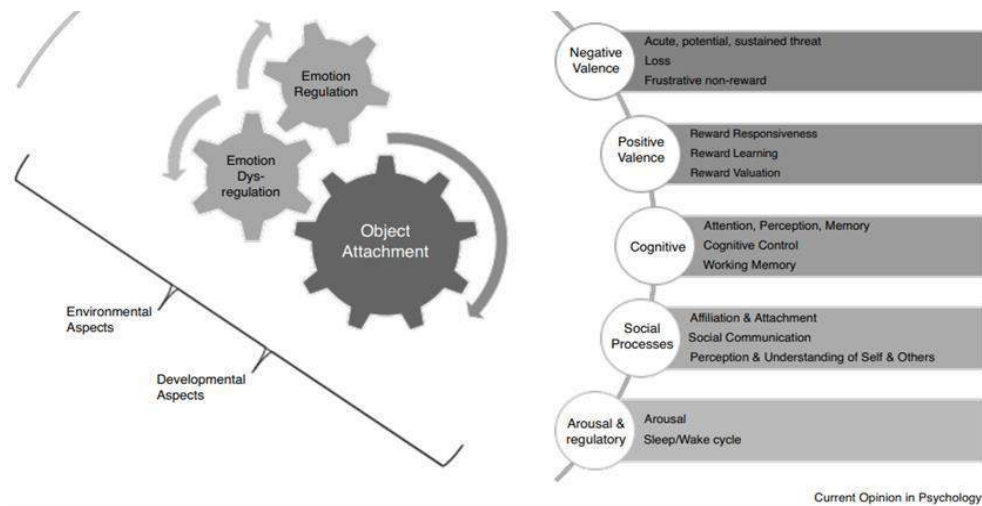 Emotion
Regulation
Emotion
Dys-
regulation
Object
Attachment
Environmental
Aspects
Developmental
Aspects
Negative
Valence
Acute, potential, sustained threat
Loss
Frustrative non-reward
Positive
Valence
Reward Responsiveness
Reward Learning
Reward Valuation
Cognitive
Attention, Perception, Memory
Cognitive Control
Working Memory
Social
Processes
Affiliation & Attachment
Social Communication
Perception & Understanding of Self & Others
Arousal &
regulatory
Arousal
Sleep/Wake cycle
Current Opinion in Psychology